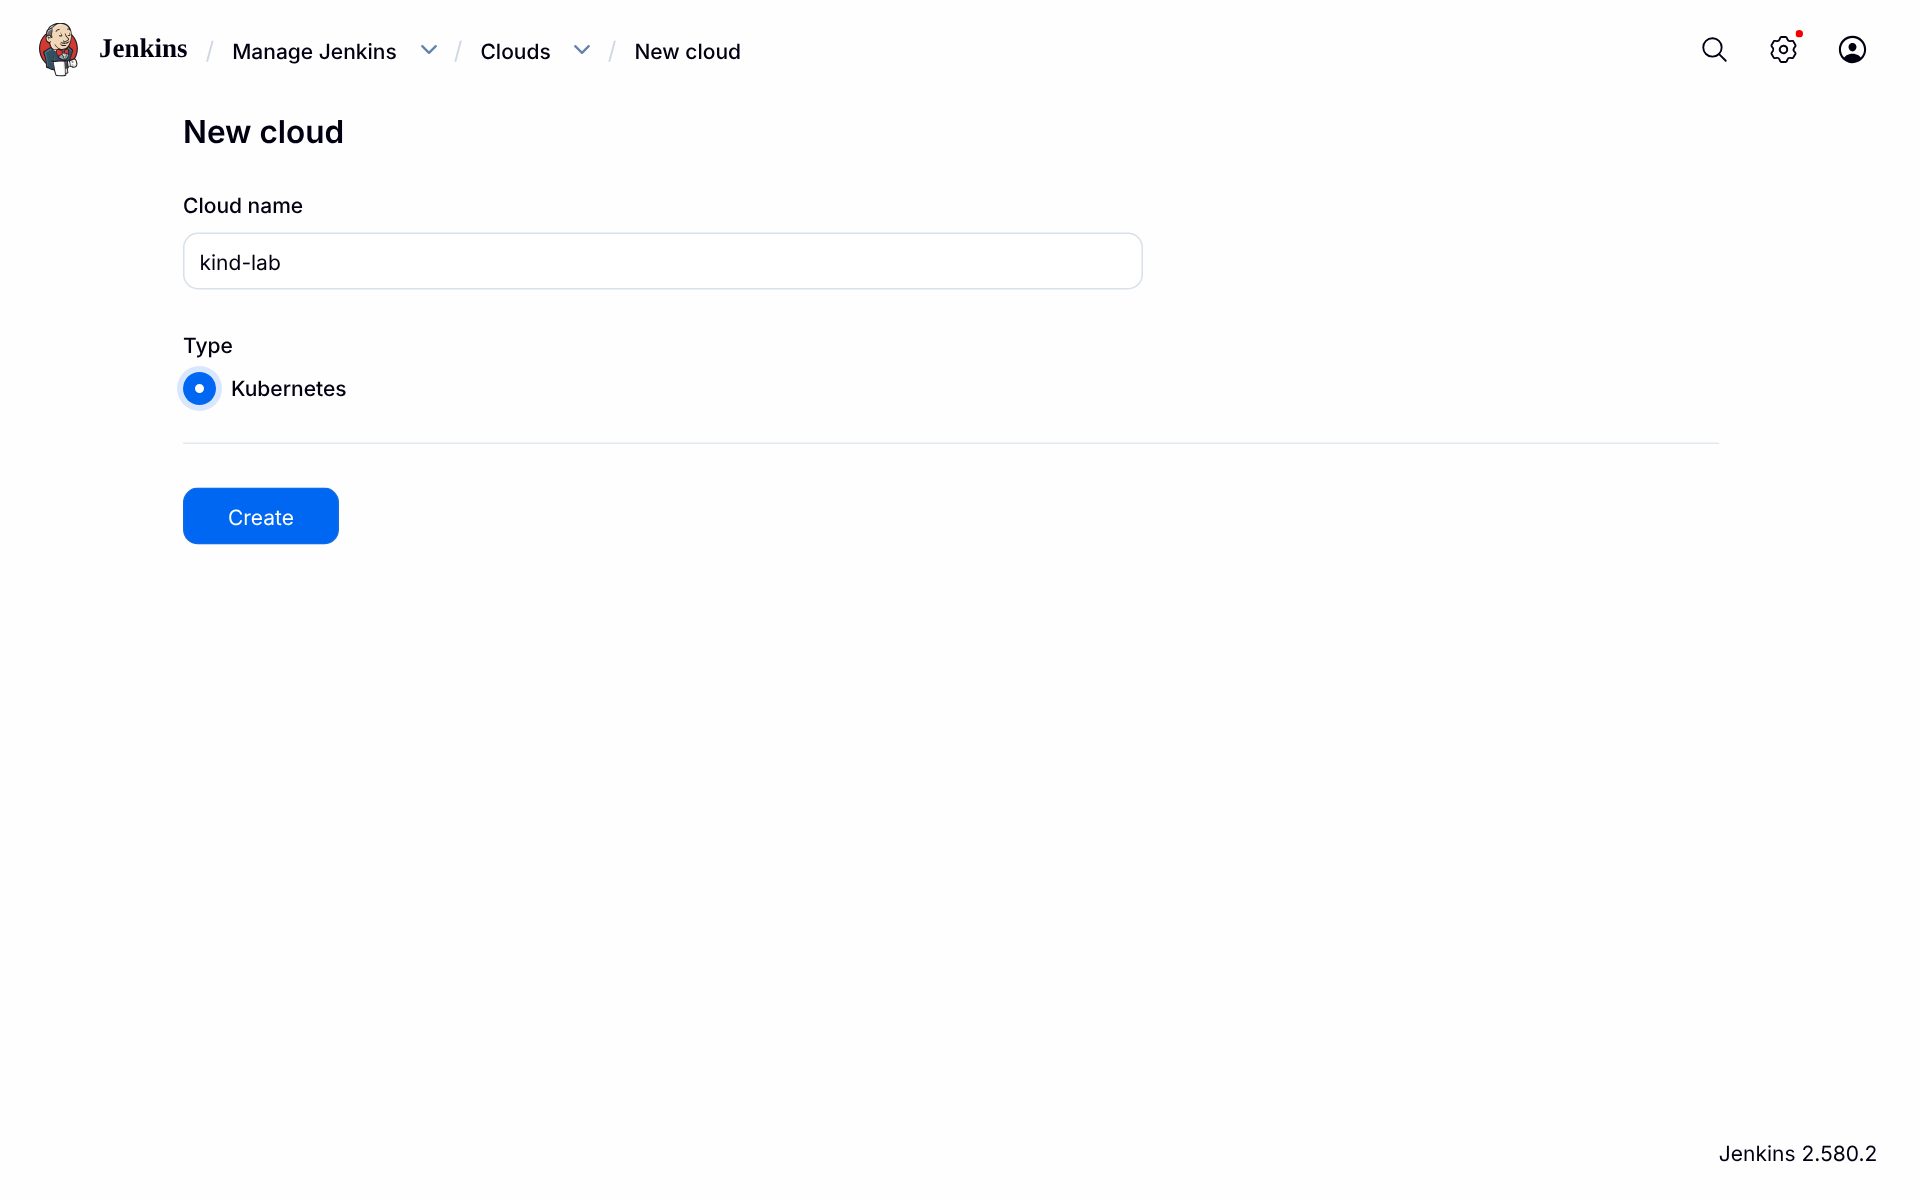 Jenkins / Manage Jenkins / Clouds / New cloud
New cloud
Cloud name
kind-lab
Type
Kubernetes
Create
Jenkins 2.580.2